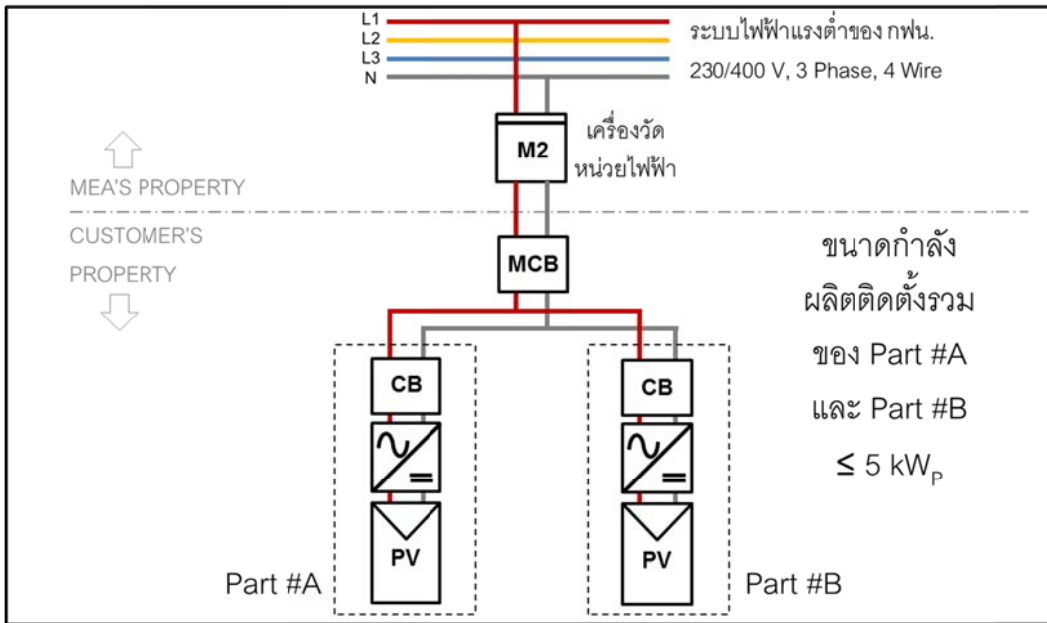 L1
L2
L3
N
ระบบไฟฟ้าแรงต่ำของ กฟน.
230/400 V, 3 Phase, 4 Wire
M2
เครื่องวัด
หน่วยไฟฟ้า
MEA'S PROPERTY
CUSTOMER'S
PROPERTY
MCB
ขนาดกำลัง
ผลิตติดตั้งรวม
ของ Part #A
และ Part #B
≤ 5 kWP
CB
PV
Part #A
CB
PV
Part #B